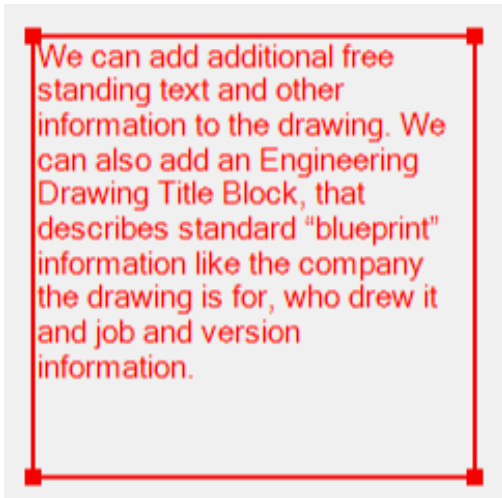 We can add additional free
standing text and other
information to the drawing. We
can also add an Engineering
Drawing Title Block, that
describes standard “blueprint”
information like the company
the drawing is for, who drew it
and job and version
information.